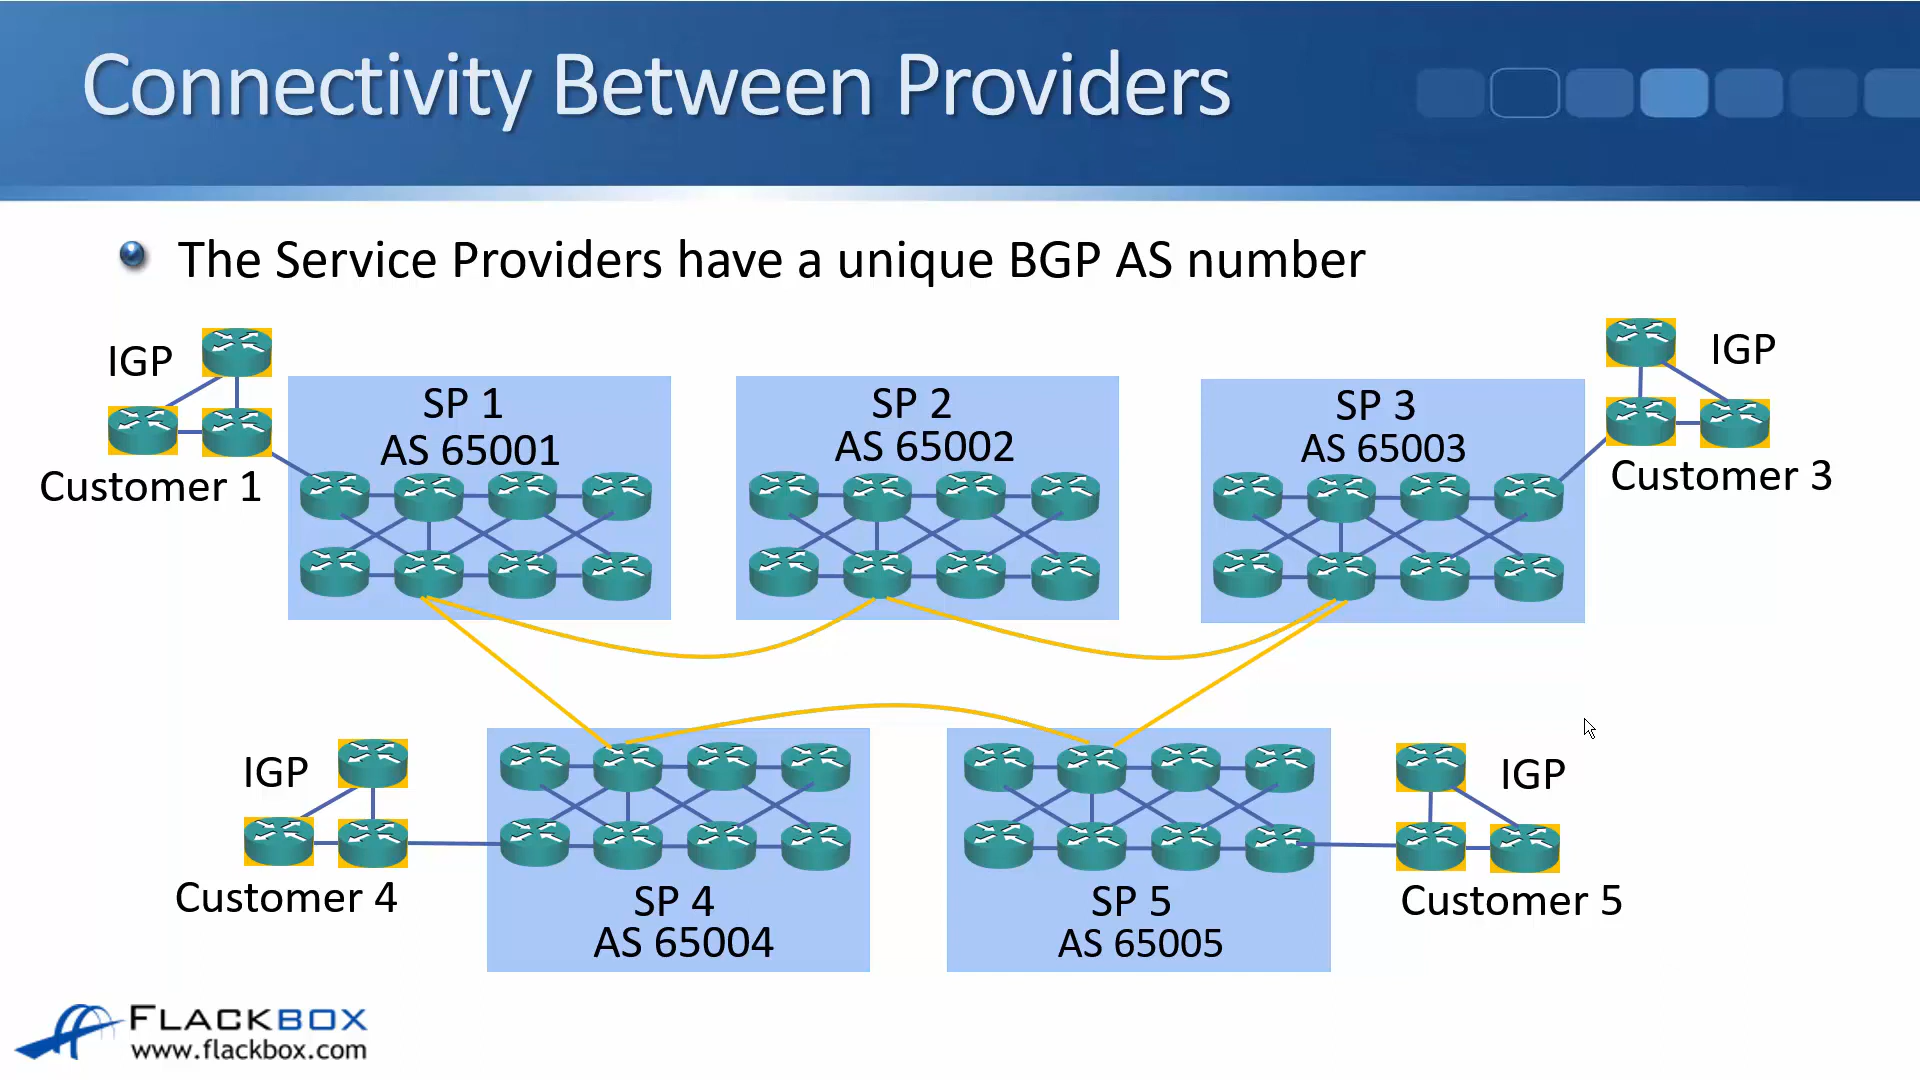 Connectivity Between Providers
The Service Providers have a unique BGP AS number
IGP
Customer 1
SP 1
AS 65001
SP 2
AS 65002
SP 3
AS 65003
IGP
Customer 3
IGP
Customer 4
SP 4
AS 65004
SP 5
AS 65005
IGP
Customer 5
FLACKBOX
www.flackbox.com